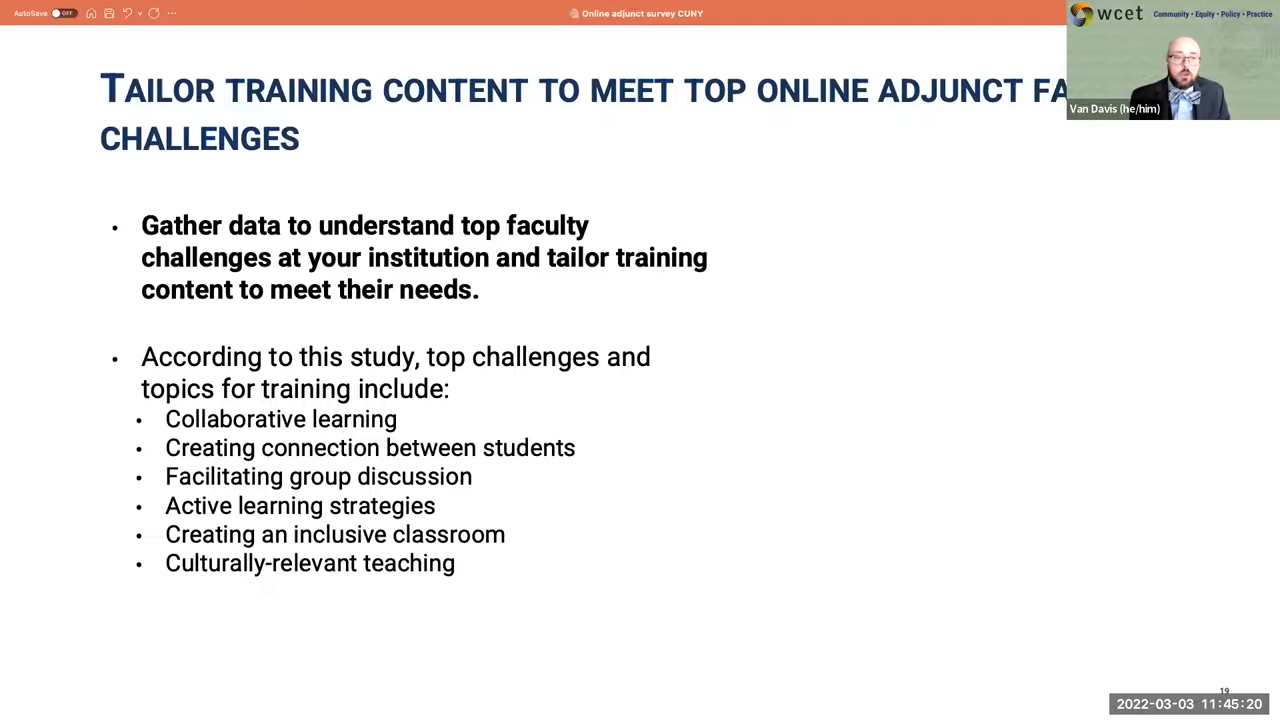 AutoSave OFF
Online adjunct survey CUNY
wcet Community • Equity • Policy • Practice
Van Davis (he/him)
TAILOR TRAINING CONTENT TO MEET TOP ONLINE ADJUNCT FA
CHALLENGES
• Gather data to understand top faculty
challenges at your institution and tailor training
content to meet their needs.
• According to this study, top challenges and
topics for training include:
• Collaborative learning
• Creating connection between students
• Facilitating group discussion
• Active learning strategies
• Creating an inclusive classroom
• Culturally-relevant teaching
19
2022-03-03 11:45:20